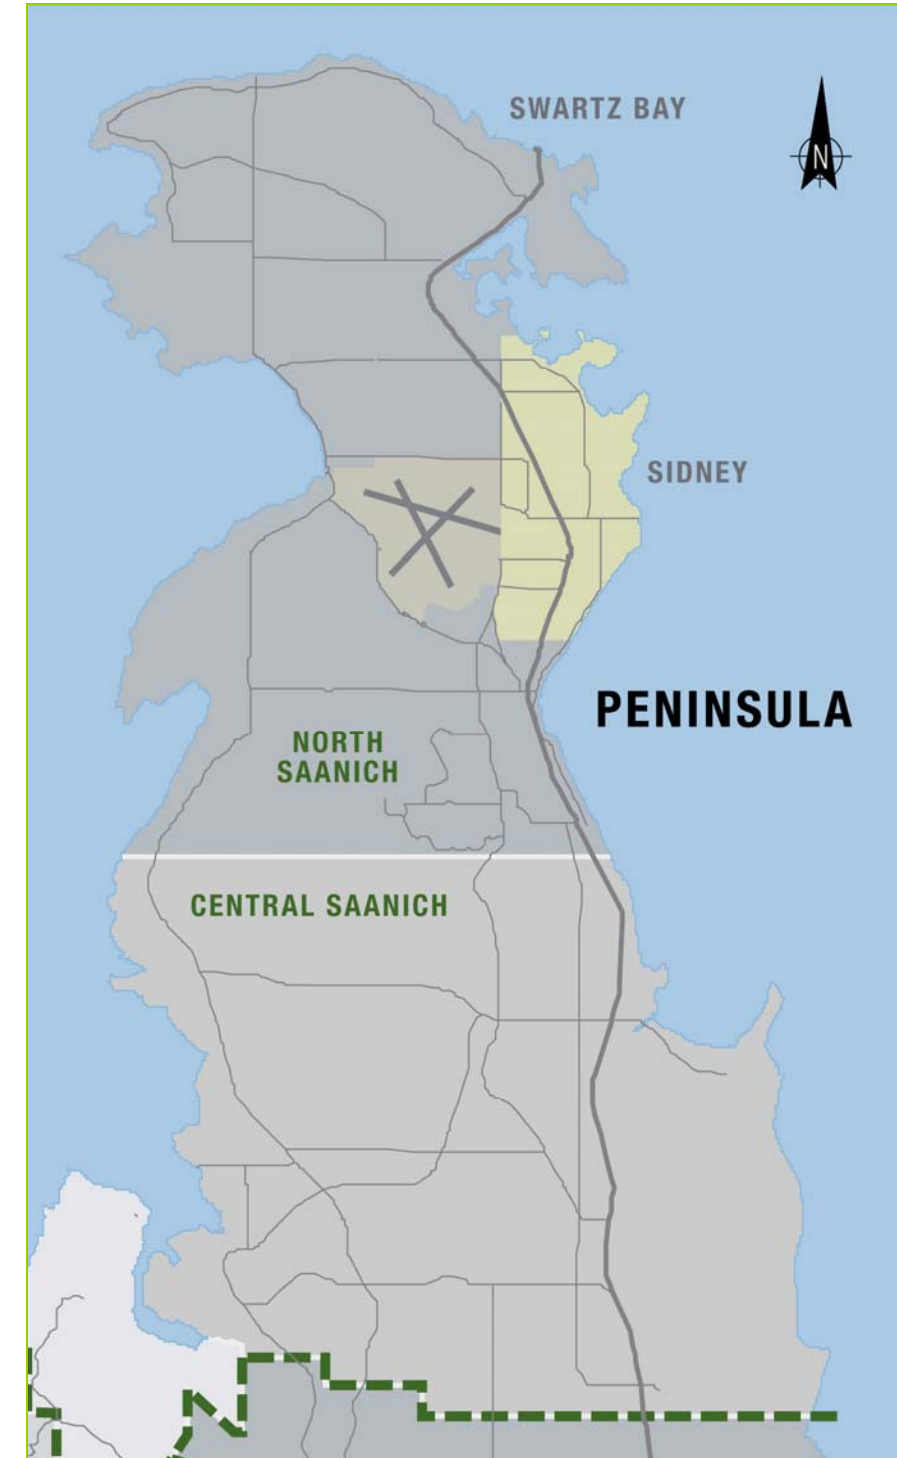 SWARTZ BAY
N
SIDNEY
PENINSULA
NORTH
SAANICH
CENTRAL SAANICH